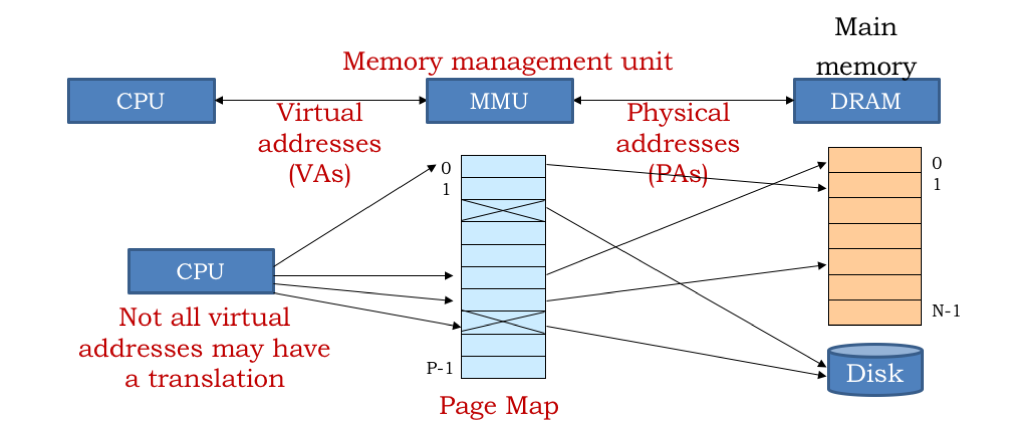 Main
memory
Memory management unit
CPU
MMU
DRAM
Virtual
addresses
(VAs)
Physical
addresses
(PAs)
0
1
0
1
CPU
Not all virtual
addresses may have
a translation
N-1
P-1
Disk
Page Map